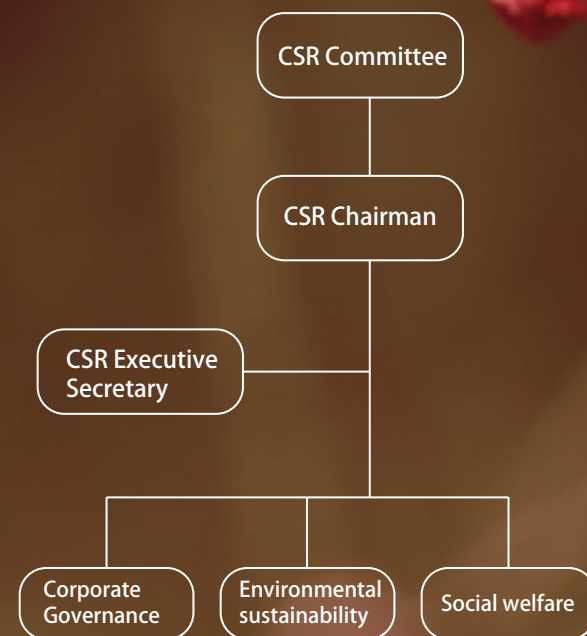 CSR Committee
CSR Chairman
CSR Executive
Secretary
Corporate
Governance
Environmental
sustainability
Social welfare